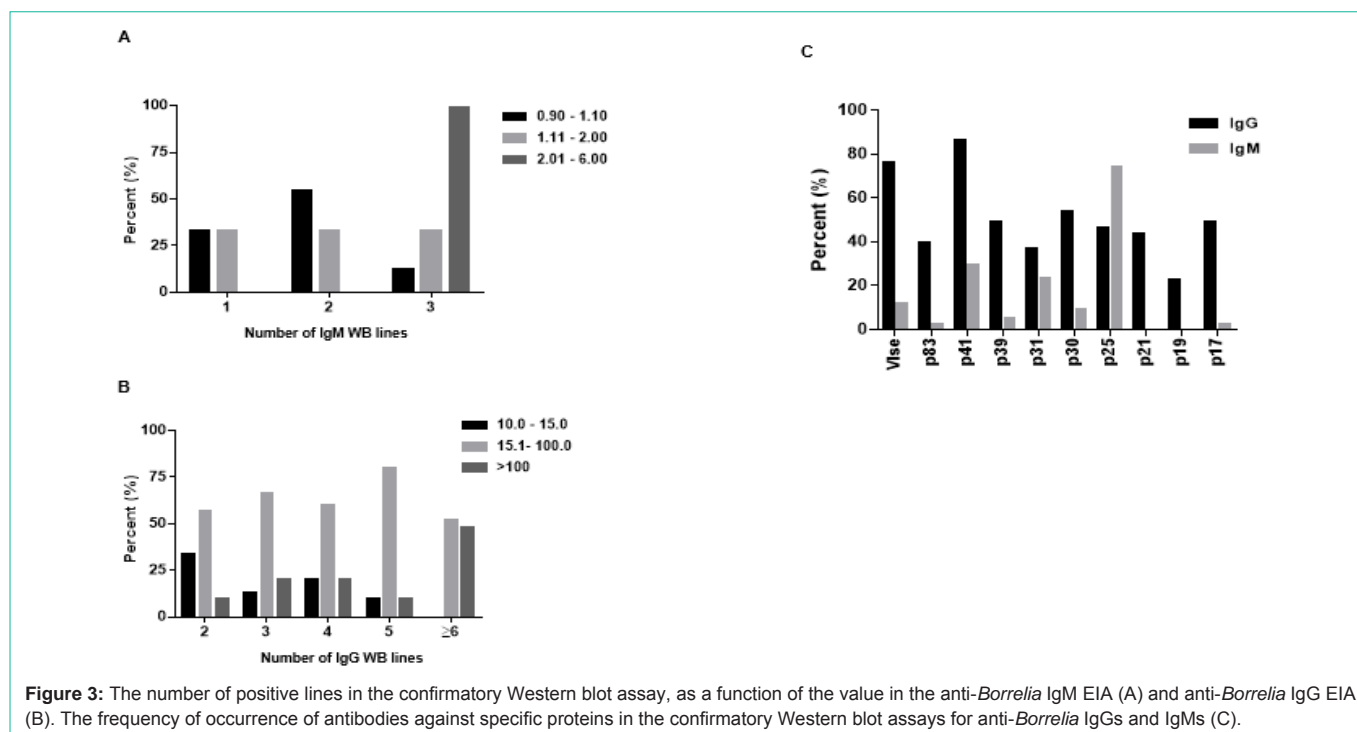 A
100
75
50
25
0
Percent (%)
1 2 3
Number of IgM WB lines
0.90 - 1.10
1.11 - 2.00
2.01 - 6.00
B
100
75
50
25
0
Percent (%)
2 3 4 5 ≥6
Number of IgG WB lines
10.0 - 15.0
15.1- 100.0
>100
C
100
80
60
40
20
0
Percent (%)
Vlse p83 p41 p39 p31 p30 p25 p21 p19 p17
IgG
IgM
Figure 3: The number of positive lines in the confirmatory Western blot assay, as a function of the value in the anti-Borrelia IgM EIA (A) and anti-Borrelia IgG EIA
(B). The frequency of occurrence of antibodies against specific proteins in the confirmatory Western blot assays for anti-Borrelia IgGs and IgMs (C).